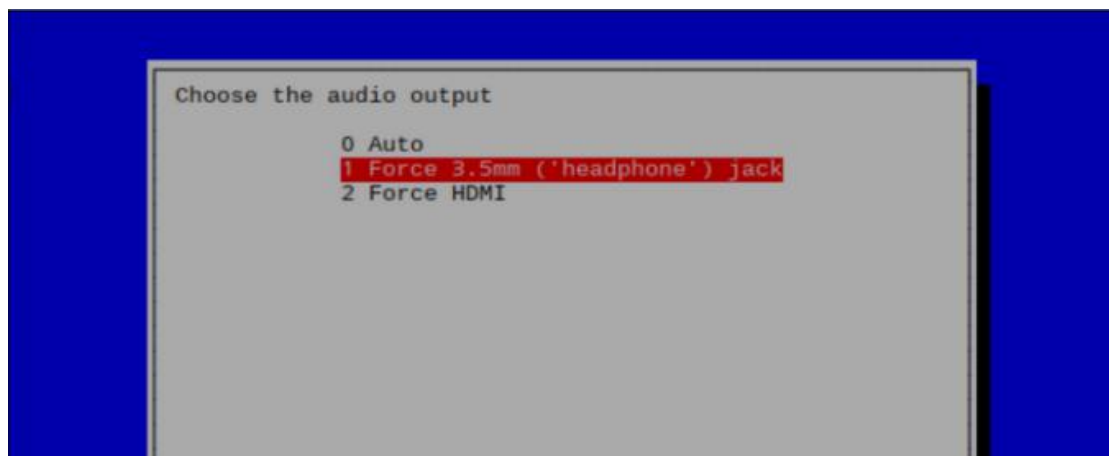 Choose the audio output
0 Auto
1 Force 3.5mm ('headphone') jack
2 Force HDMI